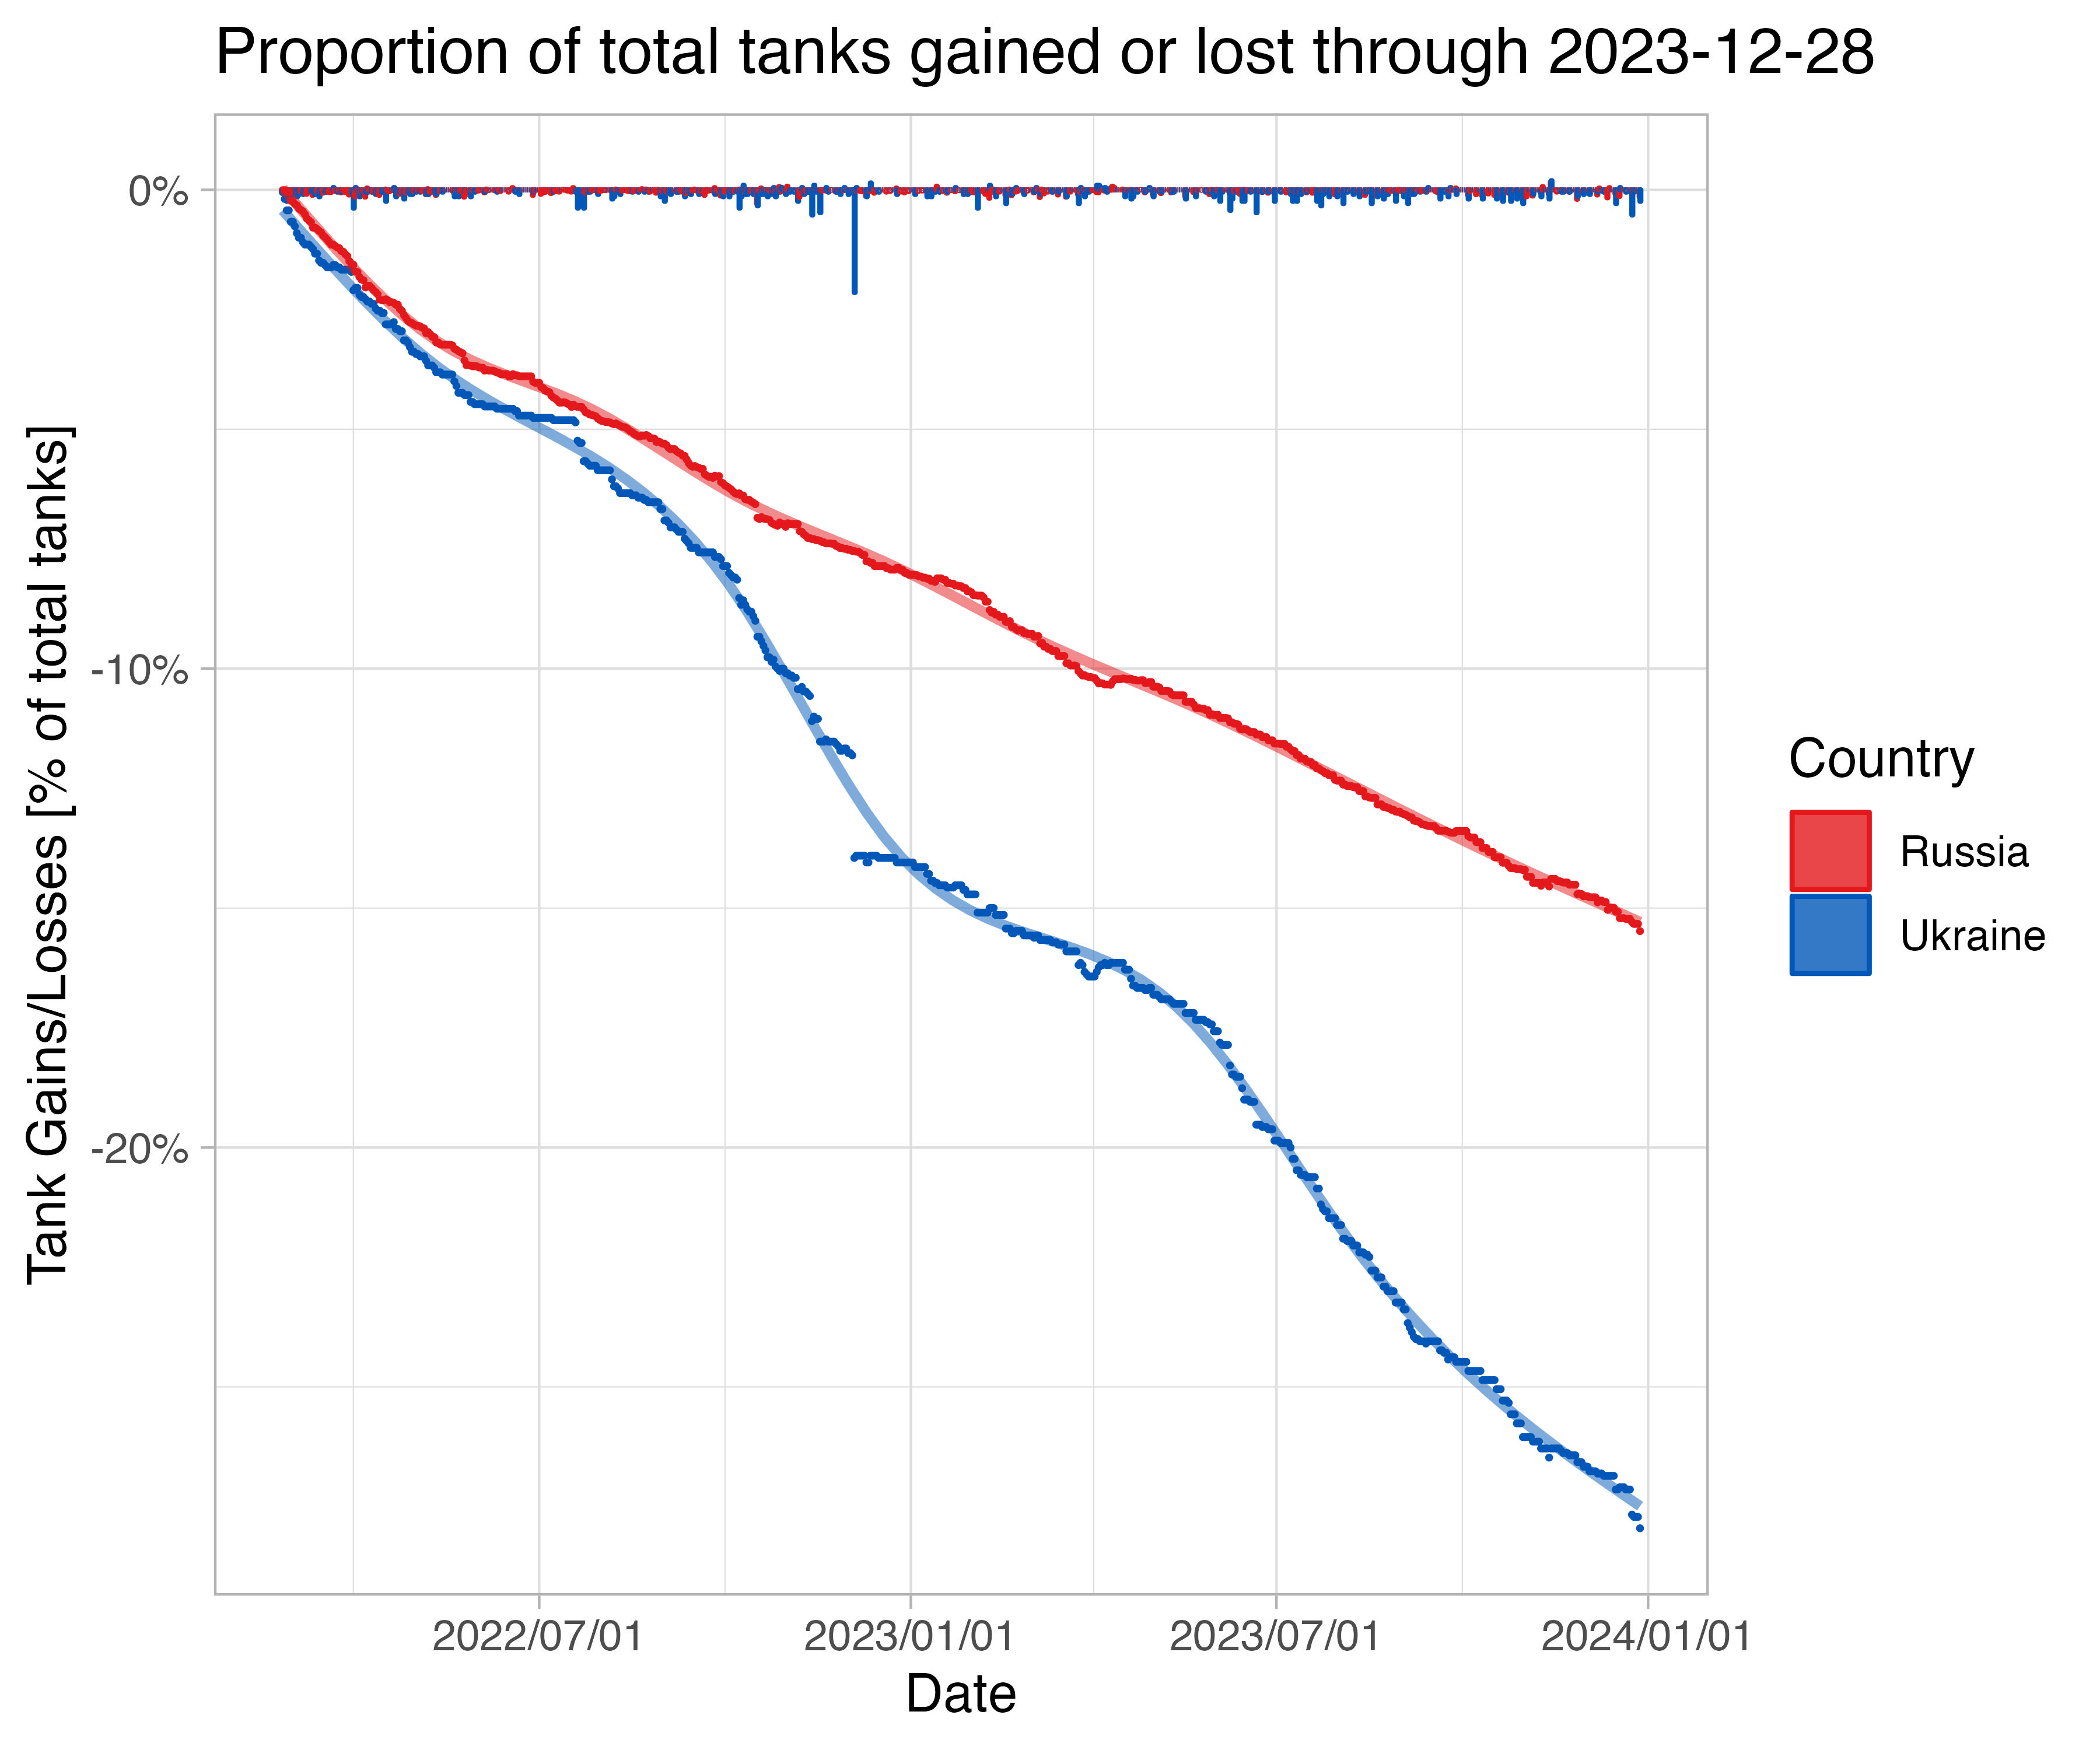 Proportion of total tanks gained or lost through 2023-12-28
Tank Gains/Losses [% of total tanks]
0%
-10%
-20%
2022/07/01
2023/01/01
2023/07/01
2024/01/01
Date
Country
Russia
Ukraine